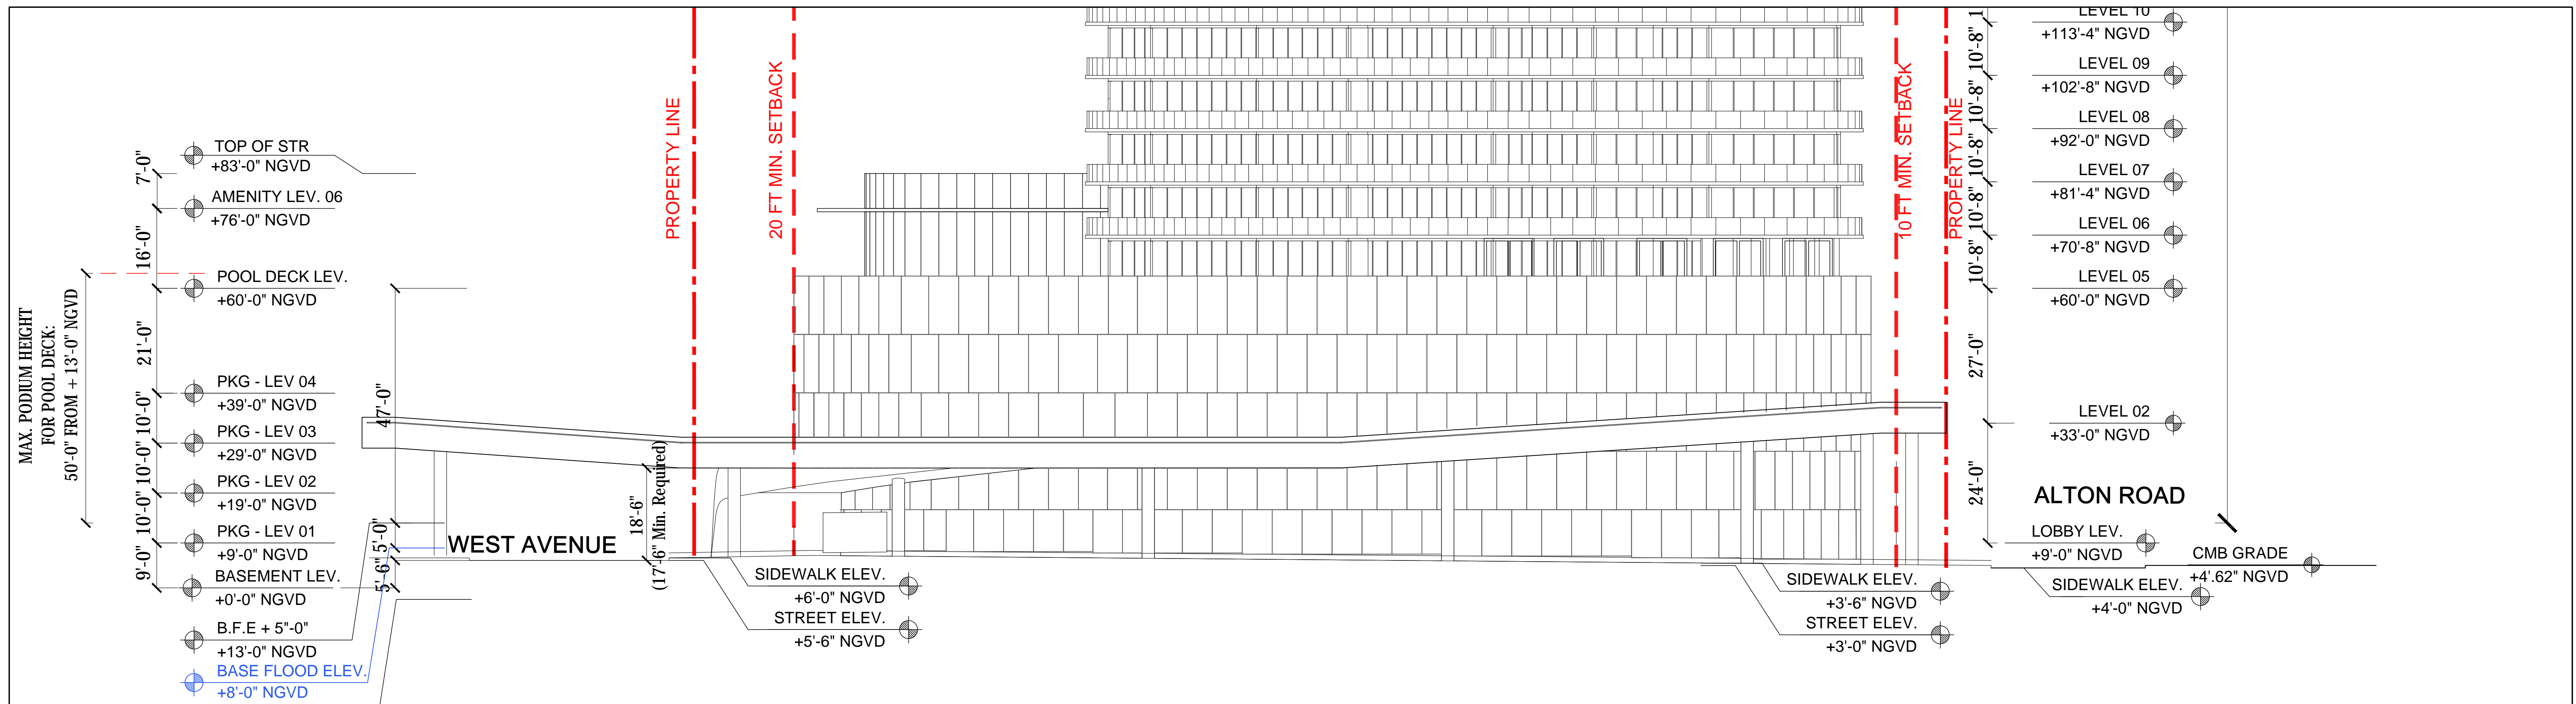 TOP OF STR
+83'-0" NGVD
AMENITY LEV. 06
+76'-0" NGVD
POOL DECK LEV.
+60'-0" NGVD
PKG - LEV 04
+39'-0" NGVD
PKG - LEV 03
+29'-0" NGVD
PKG - LEV 02
+19'-0" NGVD
PKG - LEV 01
+9'-0" NGVD
BASEMENT LEV.
+0'-0" NGVD
B.F.E + 5"-0"
+13'-0" NGVD
BASE FLOOD ELEV.
+8'-0" NGVD
MAX. PODIUM HEIGHT
FOR POOL DECK:
50'-0" FROM + 13'-0" NGVD
7'-0"
16'-0"
21'-0"
10'-0"
10'-0"
10'-0"
9'-0"
47'-0"
5'-0"
5'-6"
WEST AVENUE
18'-6"
(17'-6" Min. Required)
PROPERTY LINE
20 FT MIN. SETBACK
SIDEWALK ELEV.
+6'-0" NGVD
STREET ELEV.
+5'-6" NGVD
10 FT MIN. SETBACK
PROPERTY LINE
SIDEWALK ELEV.
+3'-6" NGVD
STREET ELEV.
+3'-0" NGVD
10'-8"
10'-8"
10'-8"
10'-8"
10'-8"
27'-0"
24'-0"
LEVEL 10
+113'-4" NGVD
LEVEL 09
+102'-8" NGVD
LEVEL 08
+92'-0" NGVD
LEVEL 07
+81'-4" NGVD
LEVEL 06
+70'-8" NGVD
LEVEL 05
+60'-0" NGVD
LEVEL 02
+33'-0" NGVD
ALTON ROAD
LOBBY LEV.
+9'-0" NGVD
CMB GRADE
+4'.62" NGVD
SIDEWALK ELEV.
+4'-0" NGVD